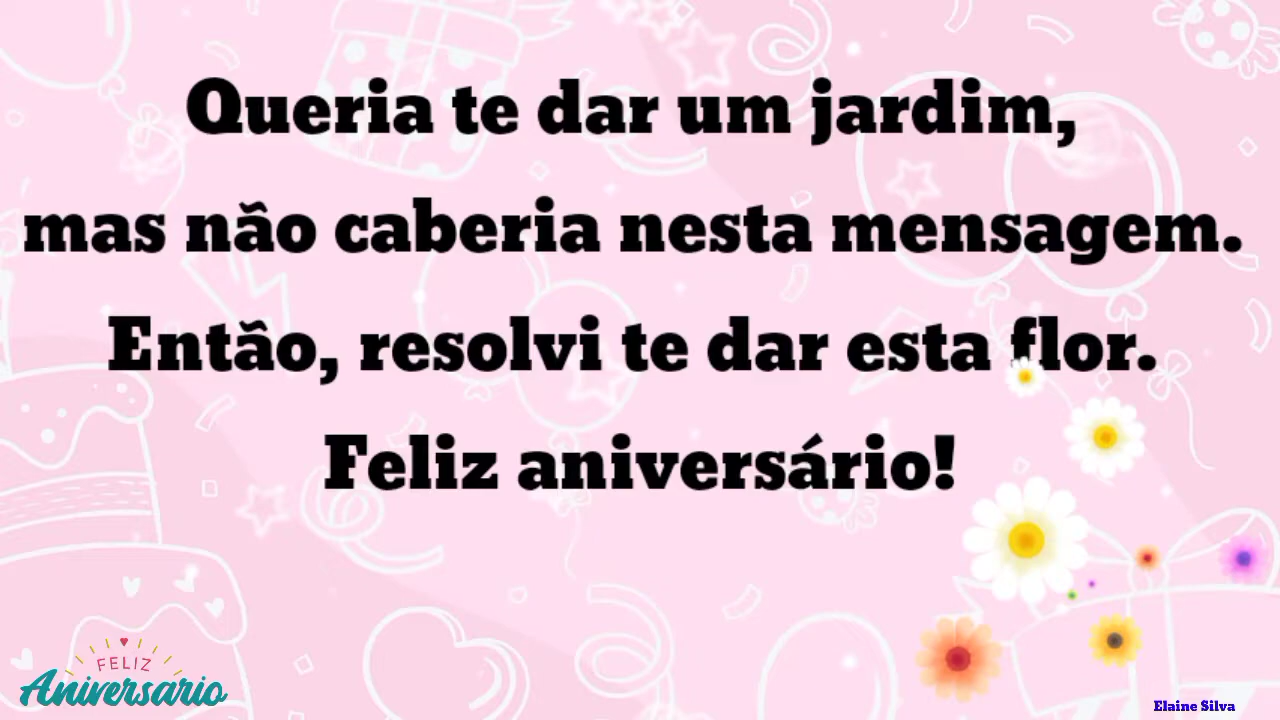 Queria te dar um jardim,
mas não caberia nesta mensagem.
Então, resolvi te dar esta flor.
Feliz aniversário!
FELIZ
Aniversario
Elaine Silva